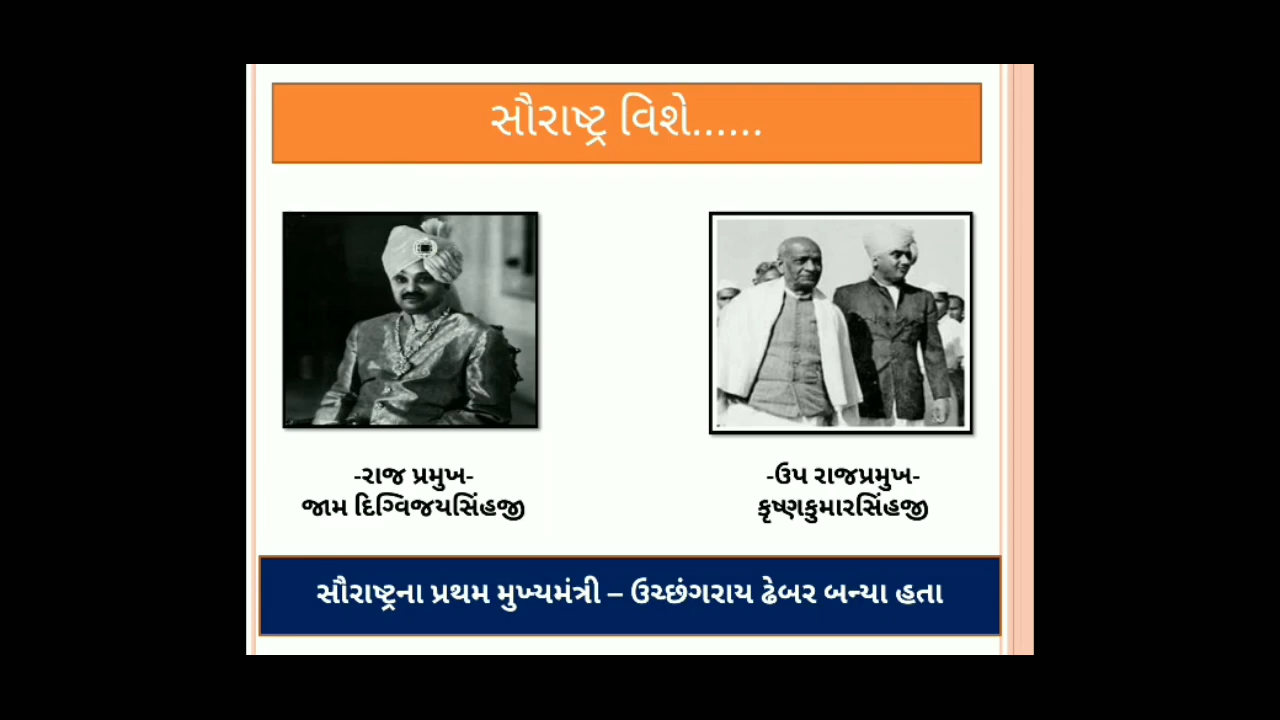 સૌરાષ્ટ્ર વિશે......
-રાજ પ્રમુખ-
જામ દિગ્વિજયસિંહજી
-ઉપ રાજપ્રમુખ-
કૃષ્ણકુમારસિંહજી
સૌરાષ્ટ્રના પ્રથમ મુખ્યમંત્રી – ઉચ્છંગરાય ઢેબર બન્યા હતા